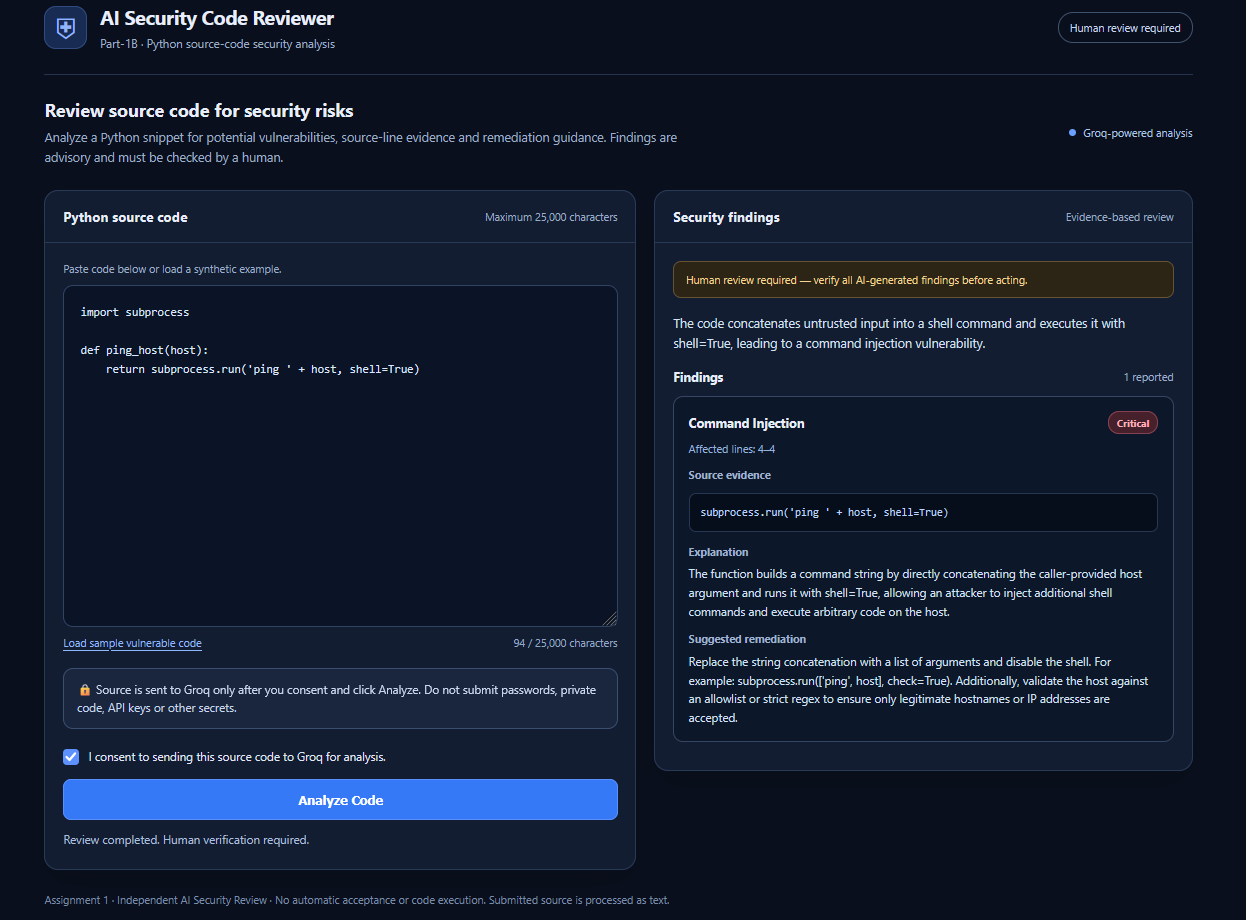 AI Security Code Reviewer
Part-1B · Python source-code security analysis
Human review required
Review source code for security risks
Analyze a Python snippet for potential vulnerabilities, source-line evidence and remediation guidance. Findings are
advisory and must be checked by a human.
Groq-powered analysis
Python source code
Maximum 25,000 characters
Paste code below or load a synthetic example.
import subprocess
def ping_host(host):
    return subprocess.run('ping ' + host, shell=True)
Load sample vulnerable code
94 / 25,000 characters
🔒 Source is sent to Groq only after you consent and click Analyze. Do not submit passwords, private
code, API keys or other secrets.
I consent to sending this source code to Groq for analysis.
Analyze Code
Review completed. Human verification required.
Security findings
Evidence-based review
Human review required — verify all AI-generated findings before acting.
The code concatenates untrusted input into a shell command and executes it with
shell=True, leading to a command injection vulnerability.
Findings
1 reported
Command Injection
Critical
Affected lines: 4–4
Source evidence
subprocess.run('ping ' + host, shell=True)
Explanation
The function builds a command string by directly concatenating the caller-provided host
argument and runs it with shell=True, allowing an attacker to inject additional shell
commands and execute arbitrary code on the host.
Suggested remediation
Replace the string concatenation with a list of arguments and disable the shell. For
example: subprocess.run(['ping', host], check=True). Additionally, validate the host against
an allowlist or strict regex to ensure only legitimate hostnames or IP addresses are
accepted.
Assignment 1 · Independent AI Security Review · No automatic acceptance or code execution. Submitted source is processed as text.